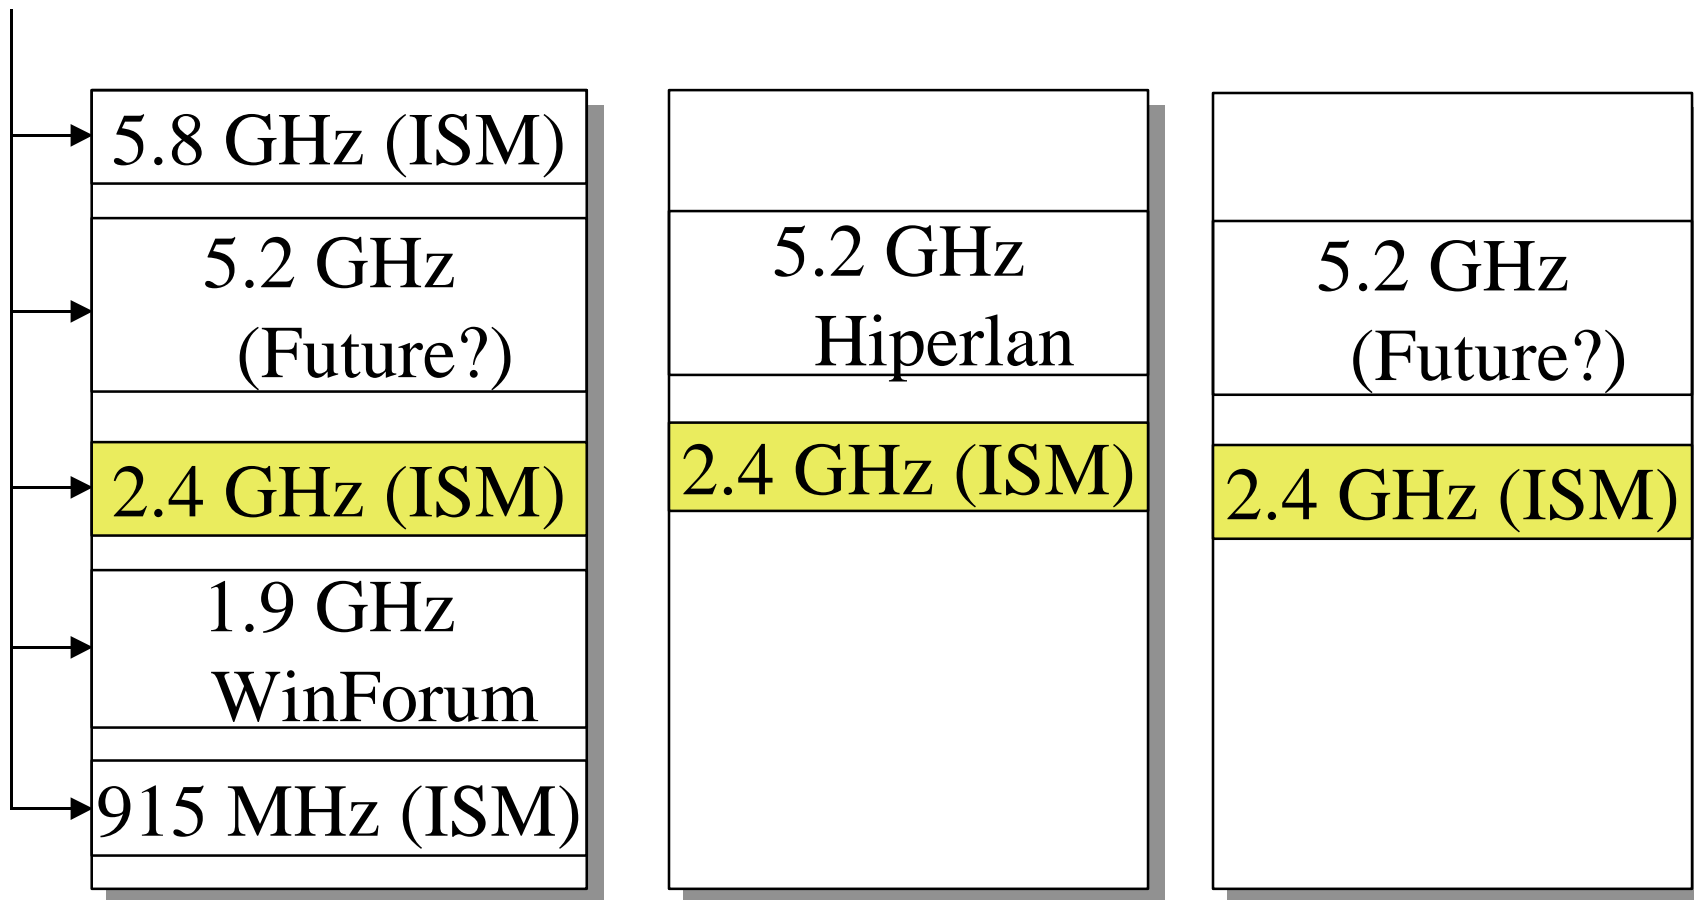 5.8 GHz (ISM)
5.2 GHz
(Future?)
2.4 GHz (ISM)
1.9 GHz
WinForum
915 MHz (ISM)
5.2 GHz
Hiperlan
2.4 GHz (ISM)
5.2 GHz
(Future?)
2.4 GHz (ISM)